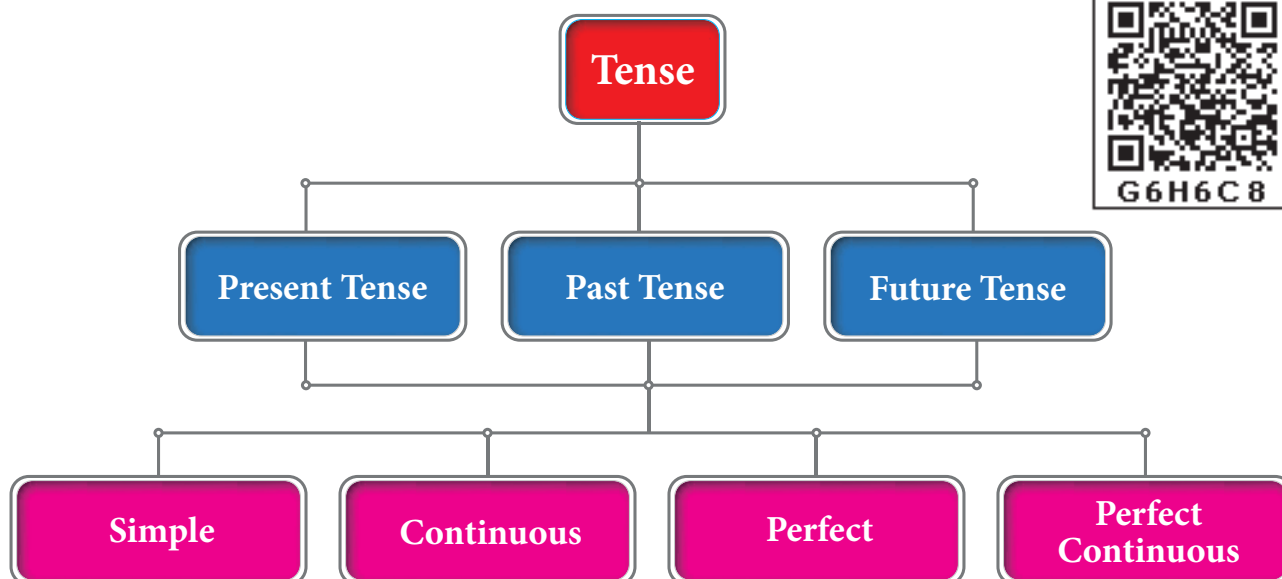 Tense
G6H6C8
Present Tense
Past Tense
Future Tense
Simple
Continuous
Perfect
Perfect
Continuous